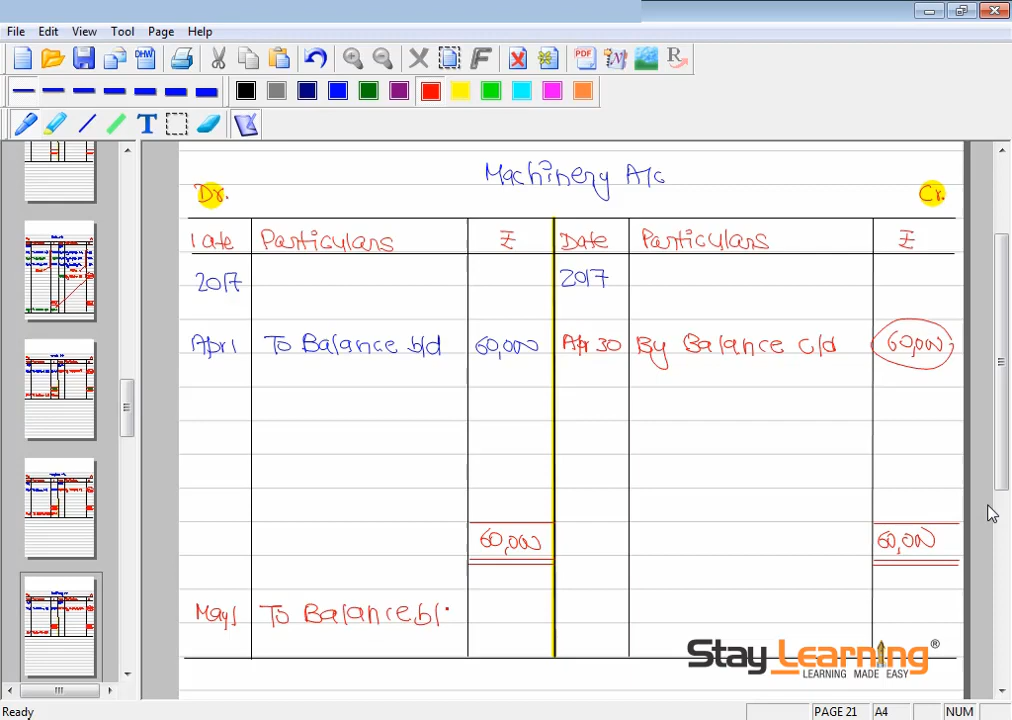 File Edit View Tool Page Help
Machinery A/c
Dr. Cr.
Date Particulars ₹ Date Particulars ₹
2017 2017
Apr 1 To Balance b/d 60,000 Apr 30 By Balance c/d 60,000
60,000 60,000
May 1 To Balance b/
Stay Learning®
LEARNING MADE EASY
Ready PAGE 21 A4 NUM